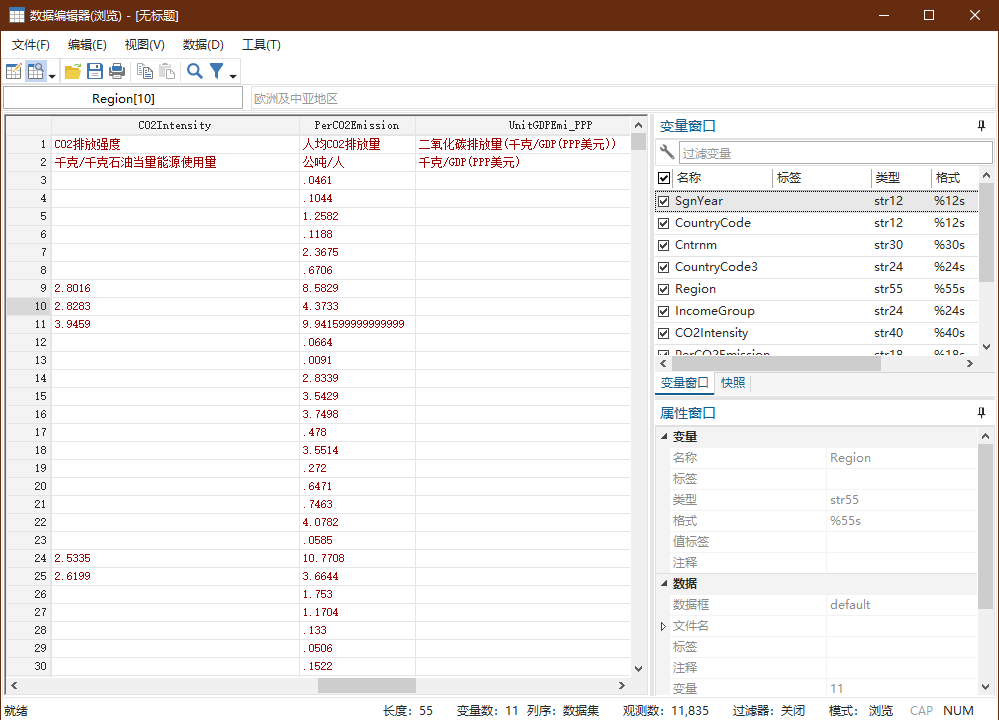 数据编辑器(浏览) - [无标题]
文件(F) 编辑(E) 视图(V) 数据(D) 工具(T)
Region[10] 欧洲及中亚地区
CO2Intensity PerCO2Emission UnitGDPEmi_PPP
1 CO2排放强度 人均CO2排放量 二氧化碳排放量(千克/GDP(PPP美元))
2 千克/千克石油当量能源使用量 公吨/人 千克/GDP(PPP美元)
3 .0461
4 .1044
5 1.2582
6 .1188
7 2.3675
8 .6706
9 2.8016 8.5829
10 2.8283 4.3733
11 3.9459 9.941599999999999
12 .0664
13 .0091
14 2.8339
15 3.5429
16 3.7498
17 .478
18 3.5514
19 .272
20 .6471
21 .7463
22 4.0782
23 .0585
24 2.5335 10.7708
25 2.6199 3.6644
26 1.753
27 1.1704
28 .133
29 .0506
30 .1522
变量窗口
过滤变量
名称 标签 类型 格式
SgnYear str12 %12s
CountryCode str12 %12s
Cntrnm str30 %30s
CountryCode3 str24 %24s
Region str55 %55s
IncomeGroup str24 %24s
CO2Intensity str40 %40s
PerCO2Emission str18 %18s
变量窗口 快照
属性窗口
变量
名称 Region
标签
类型 str55
格式 %55s
值标签
注释
数据
数据框 default
文件名
标签
注释
变量 11
就绪 长度: 55 变量数: 11 列序: 数据集 观测数: 11,835 过滤器: 关闭 模式: 浏览 CAP NUM